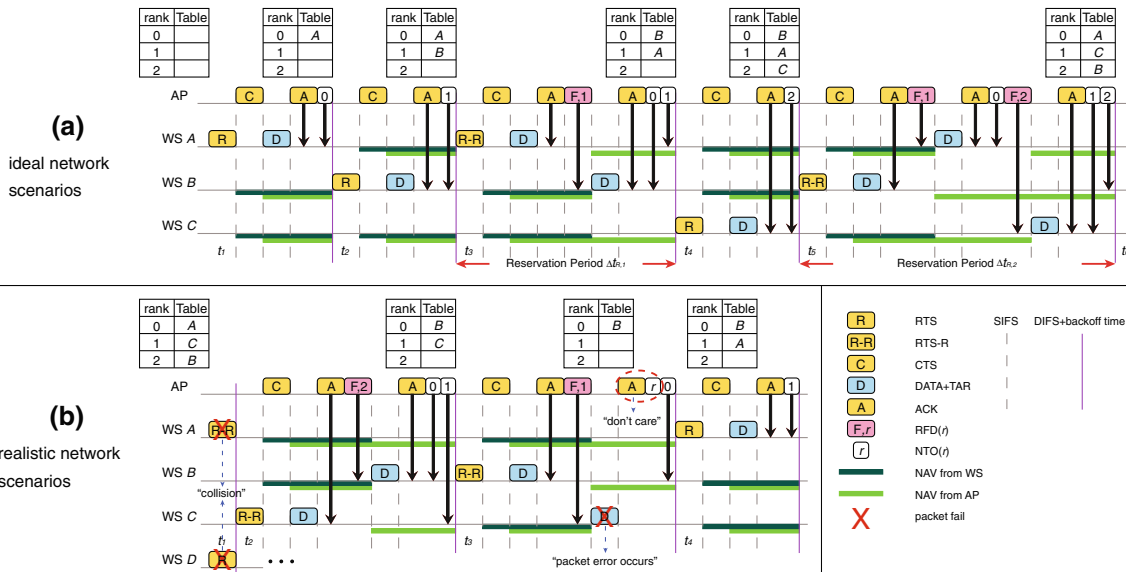 rank Table rank Table rank Table rank Table rank Table rank Table
0 0 A 0 A 0 B 0 B 0 A
1 1 1 B 1 A 1 A 1 C
2 2 2 2 2 C 2 B
AP C A 0 C A 1 C A F,1 A 0 1 C A 2 C A F,1 A 0 F,2 A 1 2
(a)
ideal network
scenarios
WS A R D R-R D D
WS B R D D R-R D
WS C R D D
t1 t2 t3 t4 t5 t6
Reservation Period ΔtR,1 Reservation Period ΔtR,2
rank Table rank Table rank Table rank Table
0 A 0 B 0 B 0 B
1 C 1 C 1 1 A
2 B 2 2 2
AP C A F,2 A 0 1 C A F,1 A r 0 C A 1
(b)
realistic network
scenarios
"don't care"
WS A R-R R D
WS B D R-R D
"collision"
WS C R-R D D
t1 t2 t3 t4
"packet error occurs"
WS D R • • •
R RTS SIFS DIFS+backoff time
R-R RTS-R
C CTS
D DATA+TAR
A ACK
F,r RFD(r)
r NTO(r)
NAV from WS
NAV from AP
X packet fail